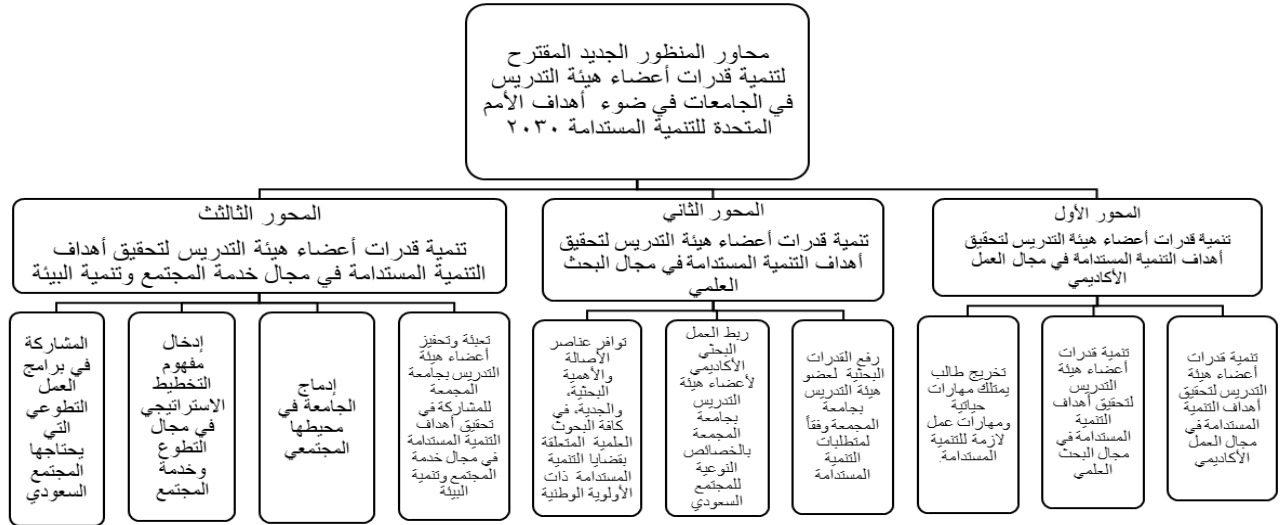 محاور المنظور الجديد المقترح
لتنمية قدرات أعضاء هيئة التدريس
في الجامعات في ضوء أهداف الأمم
المتحدة للتنمية المستدامة ٢٠٣٠
المحور الأول
تنمية قدرات أعضاء هيئة التدريس لتحقيق
أهداف التنمية المستدامة في مجال العمل
الأكاديمي
المحور الثاني
تنمية قدرات أعضاء هيئة التدريس لتحقيق
أهداف التنمية المستدامة في مجال البحث
العلمي
المحور الثالث
تنمية قدرات أعضاء هيئة التدريس لتحقيق أهداف
التنمية المستدامة في مجال خدمة المجتمع وتنمية البيئة
تنمية قدرات
أعضاء هيئة
التدريس لتحقيق
أهداف التنمية
المستدامة في
مجال العمل
الأكاديمي
تنمية قدرات
أعضاء هيئة
التدريس
لتحقيق أهداف
التنمية
المستدامة في
مجال البحث
العلمي
تخريج طالب
يمتلك مهارات
حياتية
ومهارات عمل
لازمة للتنمية
المستدامة.
رفع القدرات
البحثية لعضو
هيئة التدريس
بجامعة
المجمعة وفقاً
لمتطلبات
التنمية
المستدامة
ربط العمل
البحثي
الأكاديمي
لأعضاء هيئة
التدريس
بجامعة
المجمعة
بالخصائص
النوعية
للمجتمع
السعودي
توافر عناصر
الأصالة
والأهمية
البحثية،
والجدية، في
كافة البحوث
العلمية المتعلقة
بقضايا التنمية
المستدامة ذات
الأولوية الوطنية
تعبئة وتحفيز
أعضاء هيئة
التدريس بجامعة
المجمعة
للمشاركة في
تحقيق أهداف
التنمية المستدامة
في مجال خدمة
المجتمع وتنمية
البيئة
إدماج
الجامعة في
محيطها
المجتمعي
إدخال
مفهوم
التخطيط
الاستراتيجي
في مجال
التطوع
وخدمة
المجتمع
المشاركة
في برامج
العمل
التطوعي
التي
يحتاجها
المجتمع
السعودي